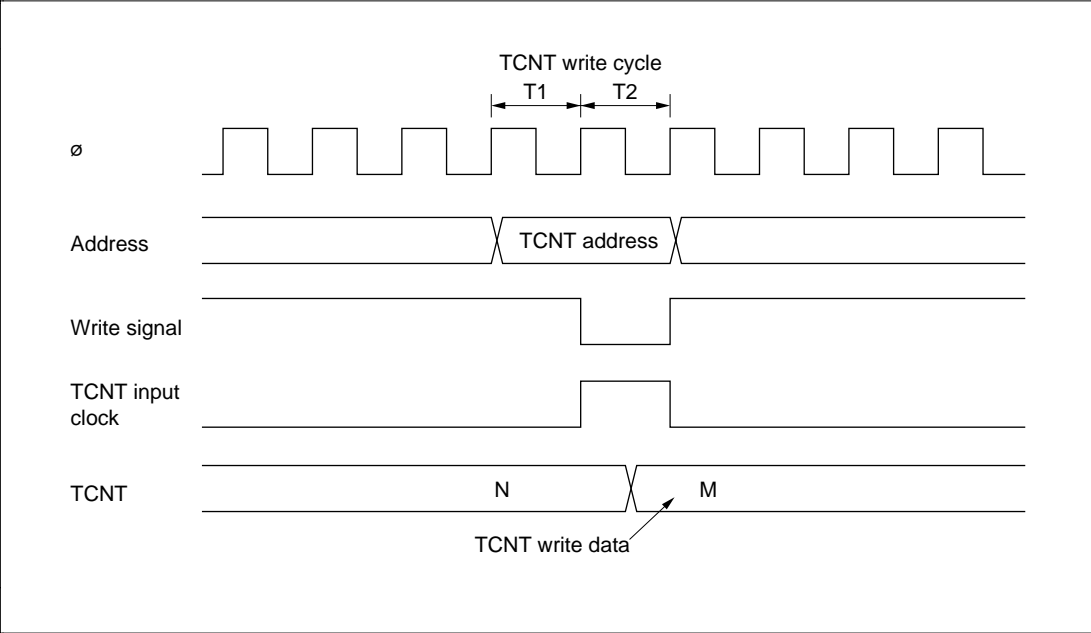 TCNT write cycle
T1 T2
ø
Address
TCNT address
Write signal
TCNT input
clock
TCNT
N
M
TCNT write data